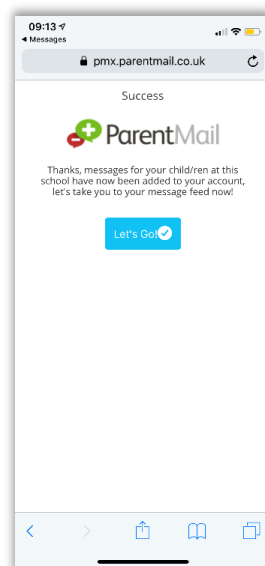 09:13
Messages
pmx.parentmail.co.uk
Success
ParentMail
Thanks, messages for your child/ren at this
school have now been added to your account,
let's take you to your message feed now!
Let's Go!